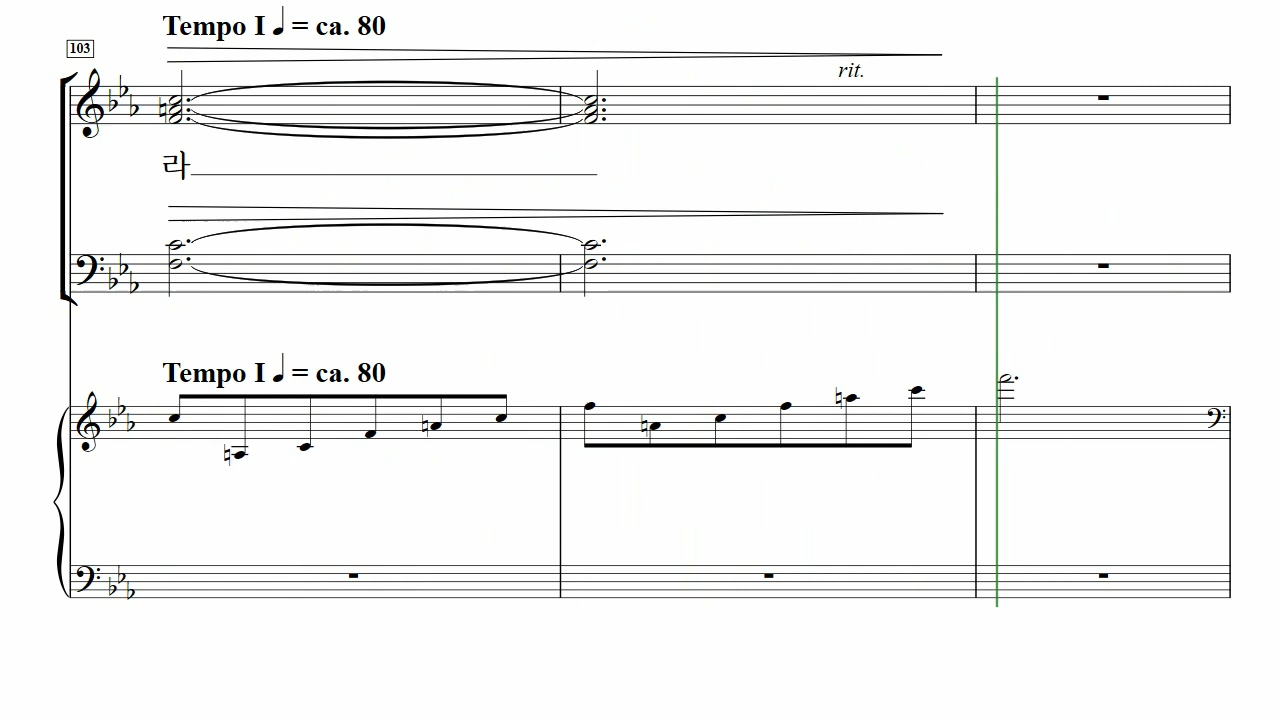 Tempo I ♩ = ca. 80
103
rit.
라
Tempo I ♩ = ca. 80